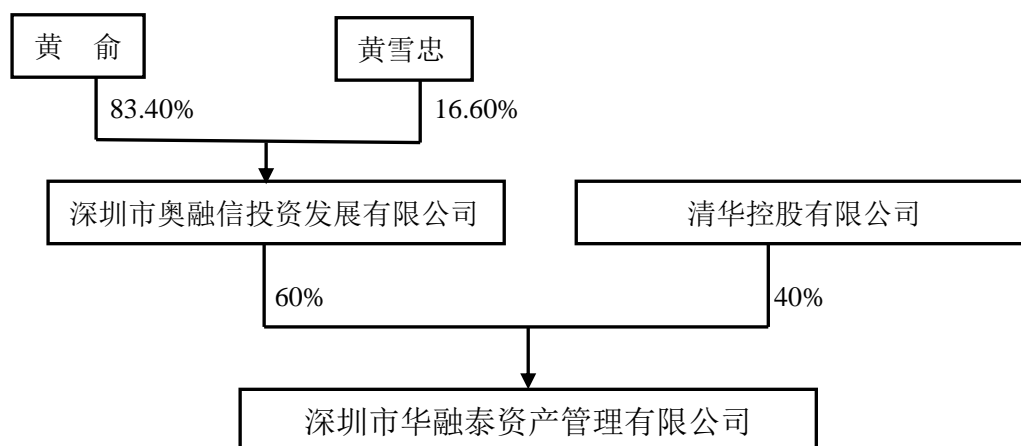 黄 俞
黄雪忠
83.40%
16.60%
深圳市奥融信投资发展有限公司
清华控股有限公司
60%
40%
深圳市华融泰资产管理有限公司